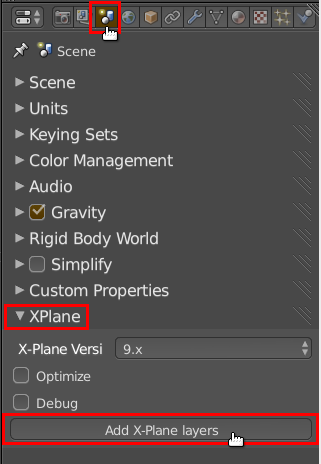 Scene
Scene
Units
Keying Sets
Color Management
Audio
Gravity
Rigid Body World
Simplify
Custom Properties
XPlane
X-Plane Versi 9.x
Optimize
Debug
Add X-Plane layers